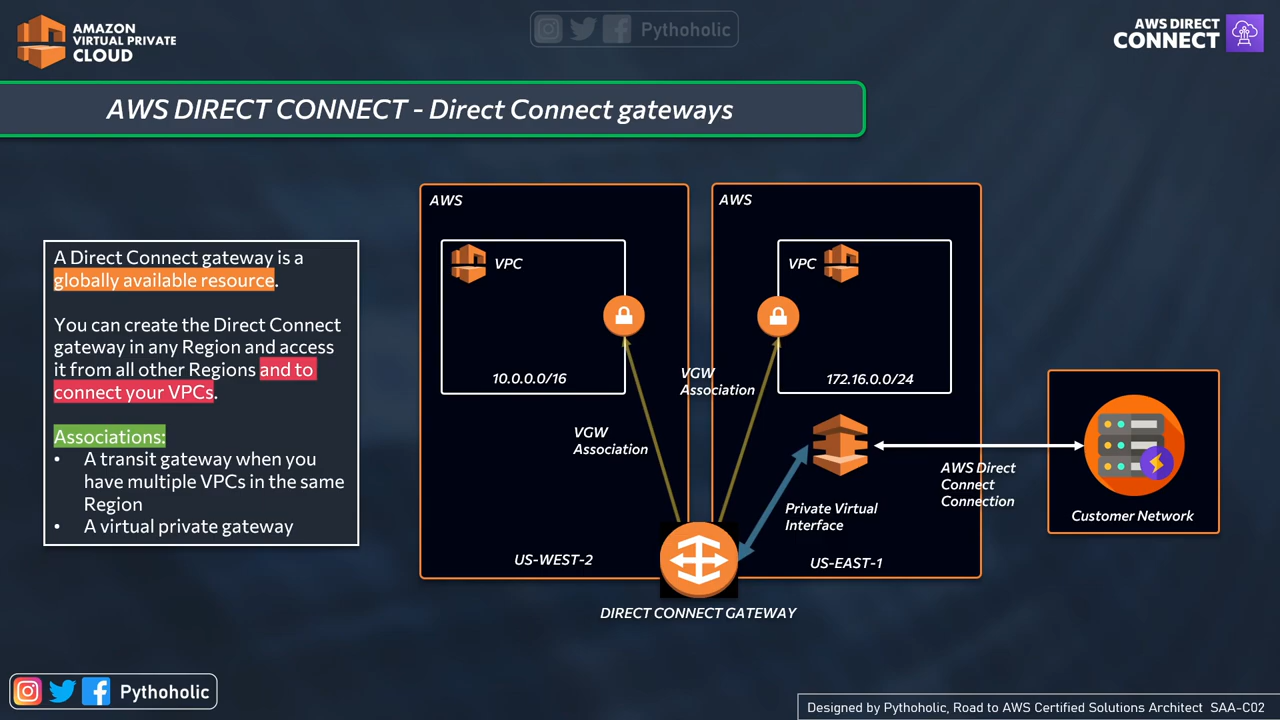 AMAZON
VIRTUAL PRIVATE
CLOUD
Pythoholic
AWS DIRECT
CONNECT
AWS DIRECT CONNECT - Direct Connect gateways
A Direct Connect gateway is a
globally available resource.
You can create the Direct Connect
gateway in any Region and access
it from all other Regions and to
connect your VPCs.
Associations:
• A transit gateway when you
have multiple VPCs in the same
Region
• A virtual private gateway
AWS
VPC
10.0.0.0/16
VGW
Association
US-WEST-2
AWS
VPC
172.16.0.0/24
VGW
Association
Private Virtual
Interface
US-EAST-1
AWS Direct
Connect
Connection
Customer Network
DIRECT CONNECT GATEWAY
Pythoholic
Designed by Pythoholic, Road to AWS Certified Solutions Architect SAA-C02